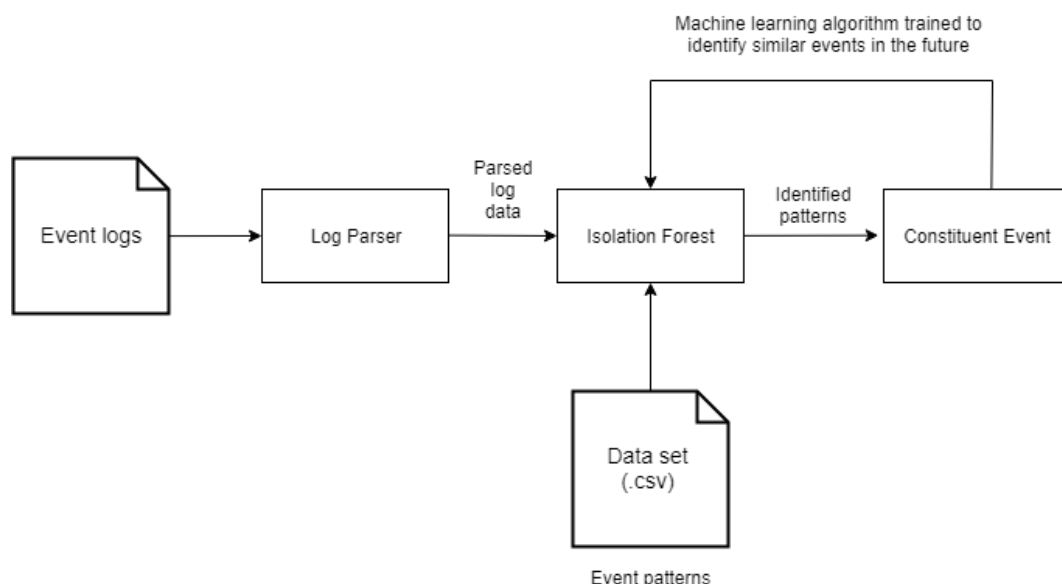 Machine learning algorithm trained to
identify similar events in the future
Event logs
Log Parser
Parsed
log
data
Isolation Forest
Identified
patterns
Constituent Event
Data set
(.csv)
Event patterns